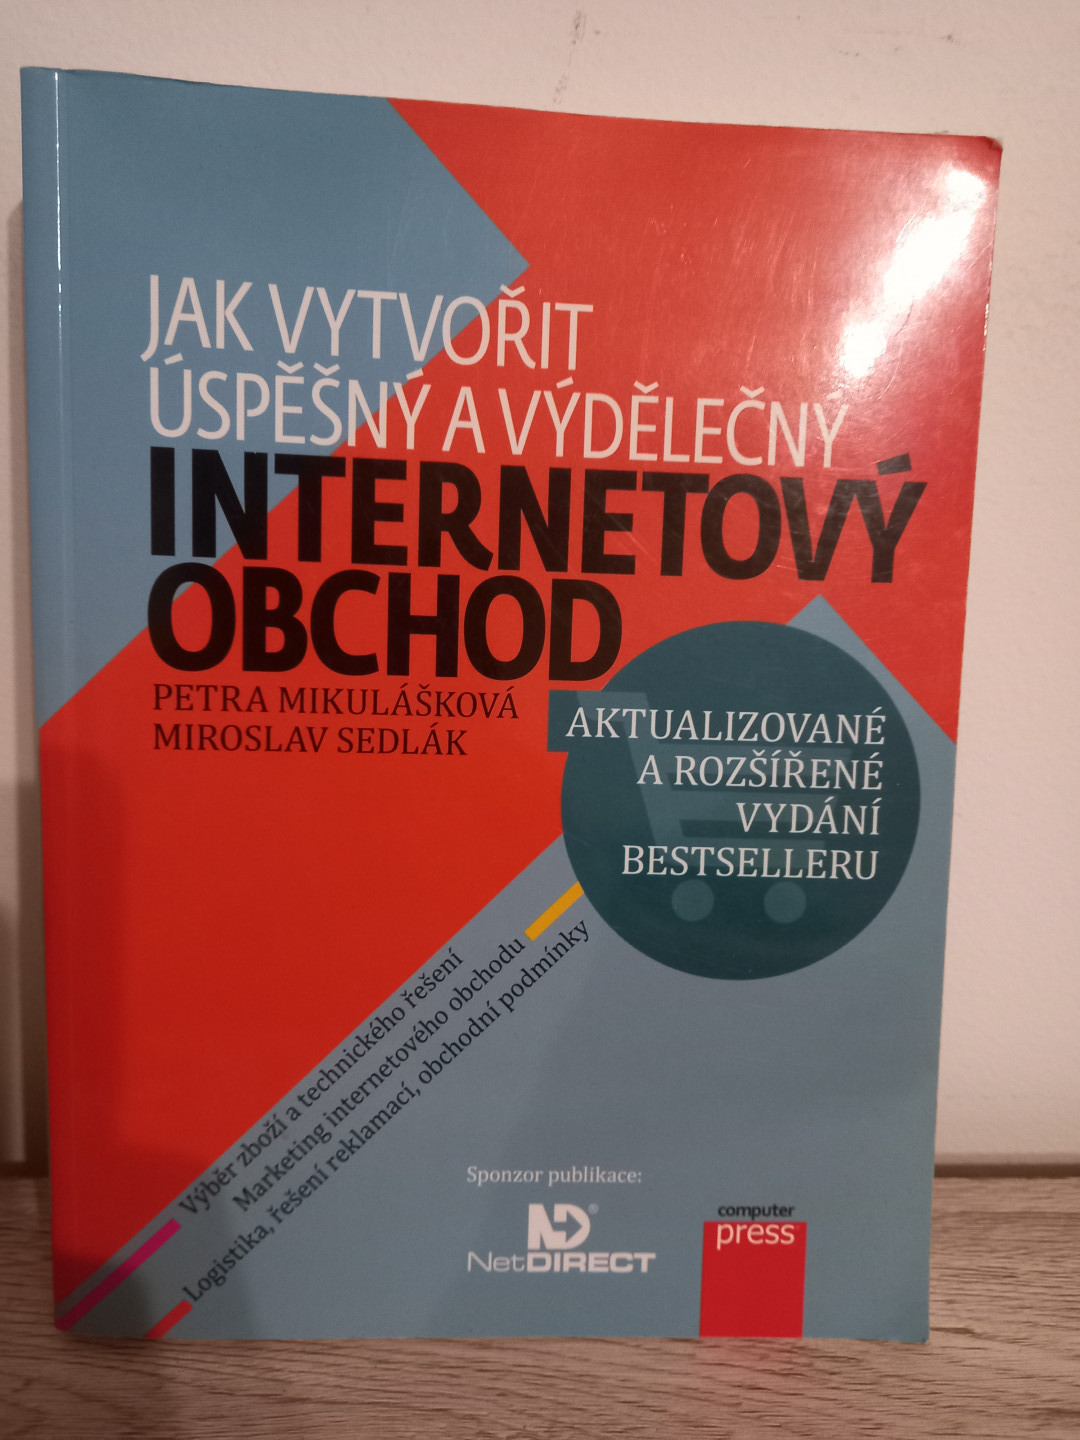 JAK VYTVOŘIT
ÚSPĚŠNÝ A VÝDĚLEČNÝ
INTERNETOVÝ
OBCHOD
PETRA MIKULÁŠKOVÁ
MIROSLAV SEDLÁK
AKTUALIZOVANÉ
A ROZŠÍŘENÉ
VYDÁNÍ
BESTSELLERU
Výběr zboží a technického řešení
Marketing internetového obchodu
Logistika, řešení reklamací, obchodní podmínky
Sponzor publikace:
ND®
NetDIRECT
computer
press